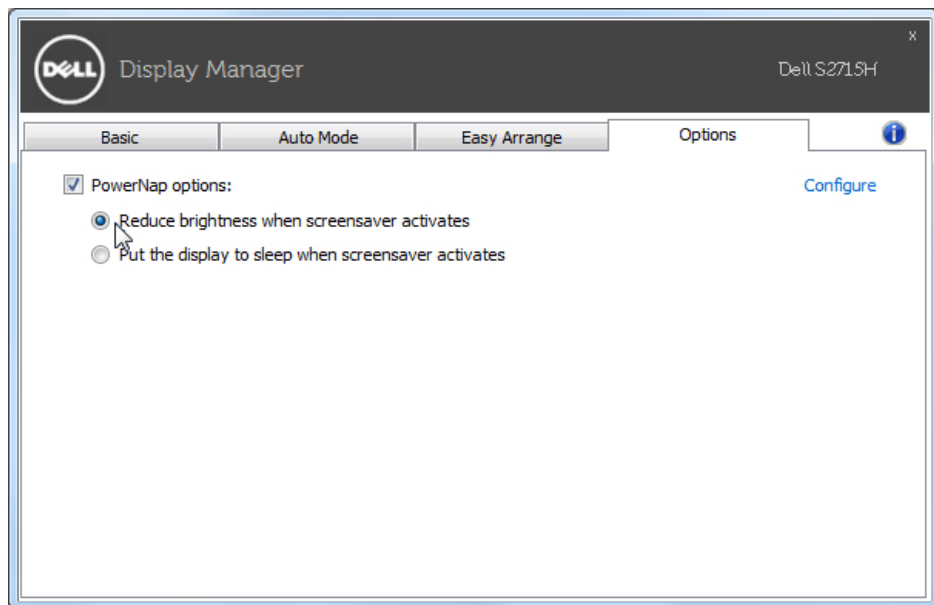 x
DELL Display Manager
Dell S2715H
Basic Auto Mode Easy Arrange Options i
PowerNap options: Configure
Reduce brightness when screensaver activates
Put the display to sleep when screensaver activates